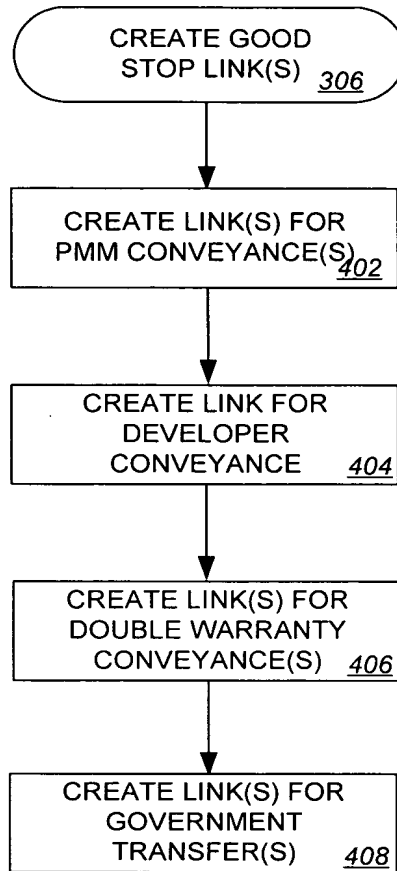 CREATE GOOD
STOP LINK(S)
306
CREATE LINK(S) FOR
PMM CONVEYANCE(S)
402
CREATE LINK FOR
DEVELOPER
CONVEYANCE
404
CREATE LINK(S) FOR
DOUBLE WARRANTY
CONVEYANCE(S)
406
CREATE LINK(S) FOR
GOVERNMENT
TRANSFER(S)
408